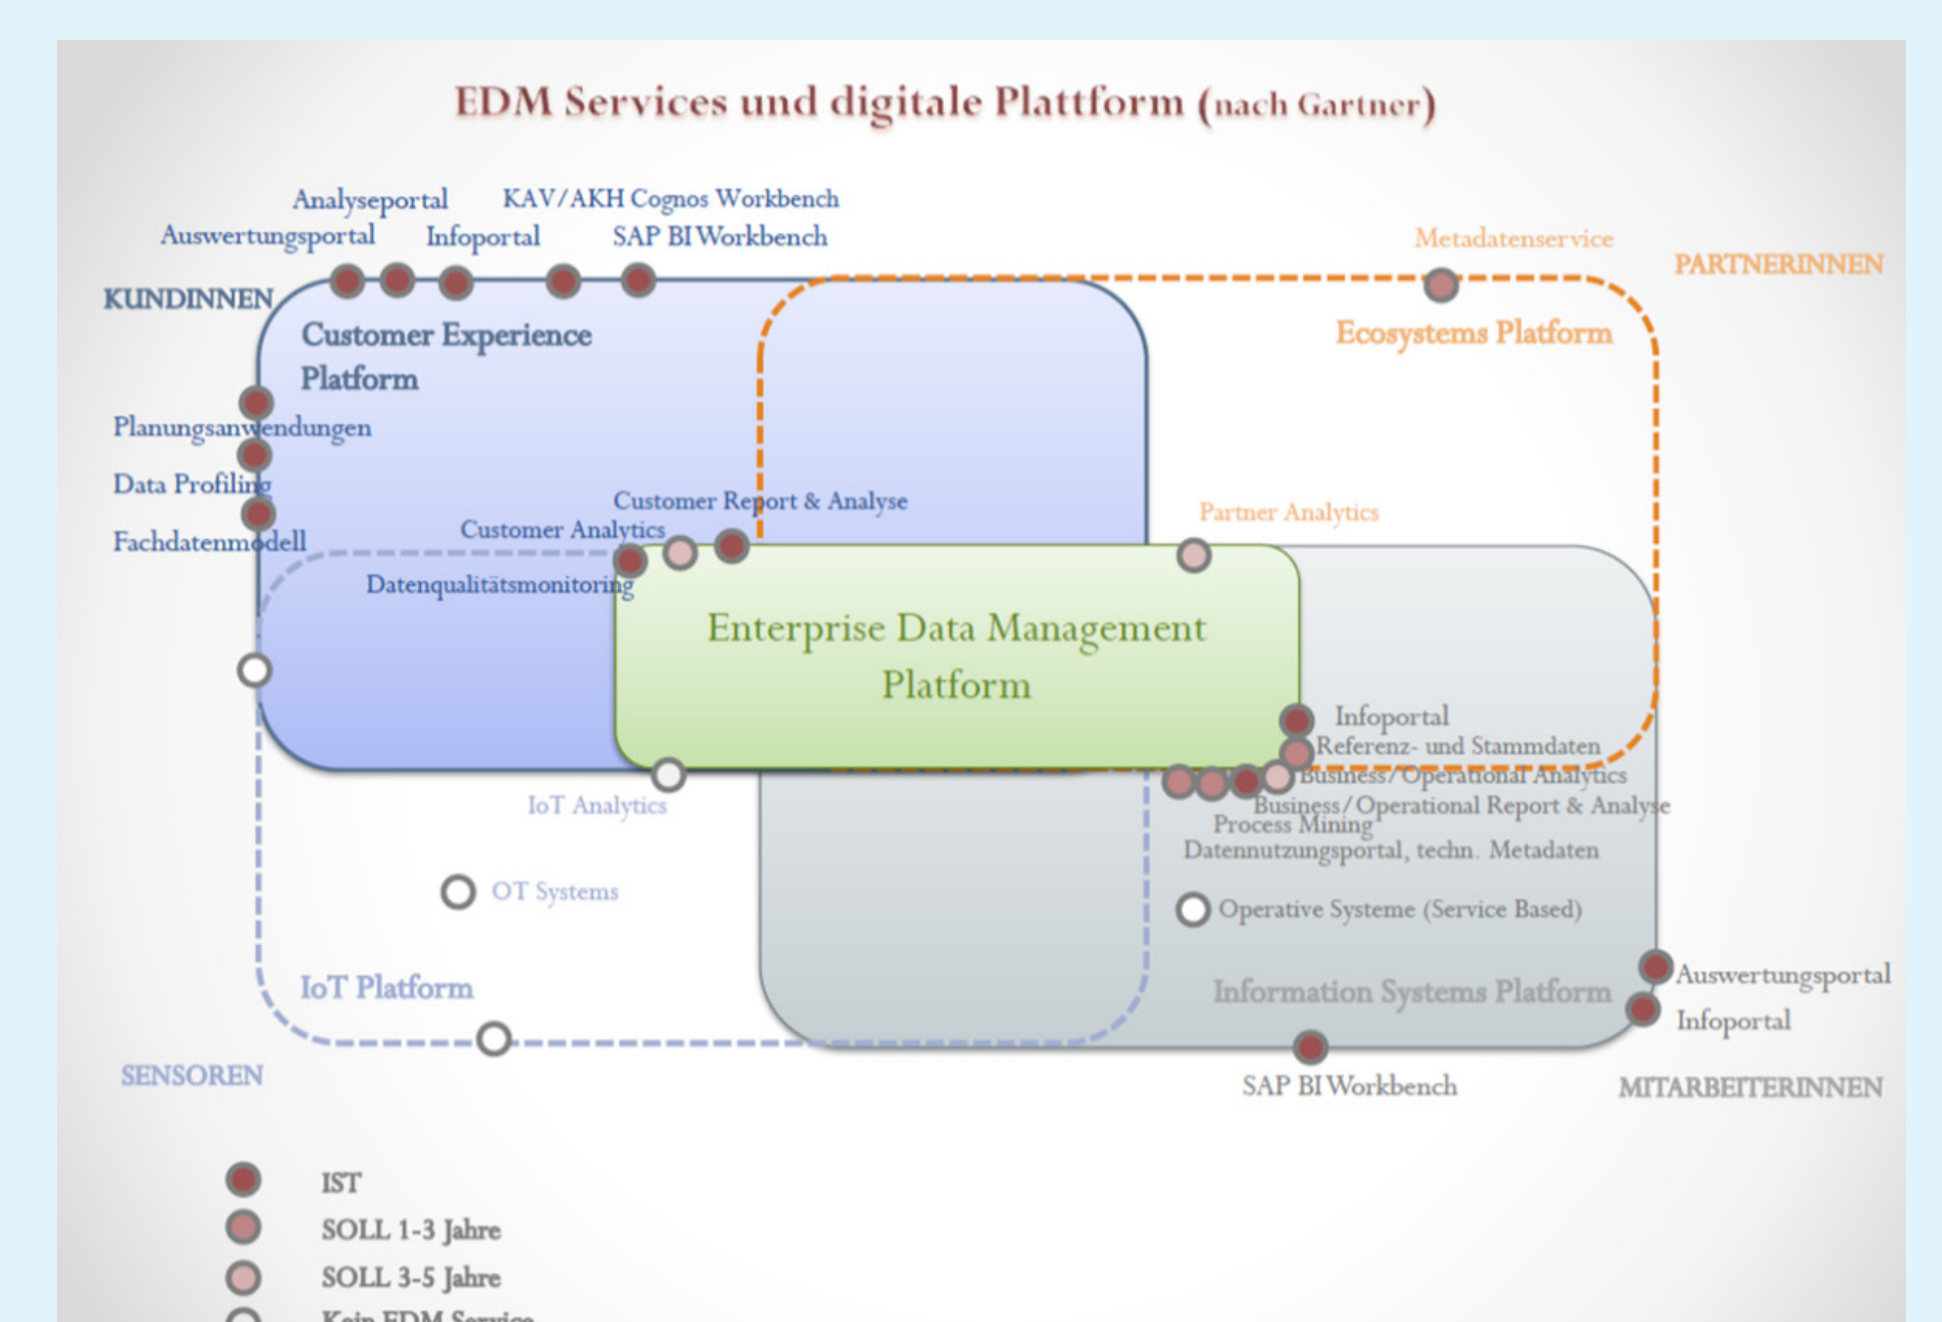 EDM Services und digitale Plattform (nach Gartner)
Analyseportal
KAV/AKH Cognos Workbench
Auswertungsportal
Infoportal
SAP BI Workbench
Metadatenservice
PARTNERINNEN
KUNDINNEN
Customer Experience
Platform
Ecosystems Platform
Planungsanwendungen
Data Profiling
Fachdatenmodell
Customer Report & Analyse
Customer Analytics
Partner Analytics
Datenqualitätsmonitoring
Enterprise Data Management
Platform
Infoportal
Referenz- und Stammdaten
Business/Operational Analytics
Business/Operational Report & Analyse
Process Mining
Datennutzungsportal, techn. Metadaten
IoT Analytics
OT Systems
Operative Systeme (Service Based)
IoT Platform
Information Systems Platform
Auswertungsportal
Infoportal
SENSOREN
SAP BI Workbench
MITARBEITERINNEN
IST
SOLL 1-3 Jahre
SOLL 3-5 Jahre
Kein EDM Service